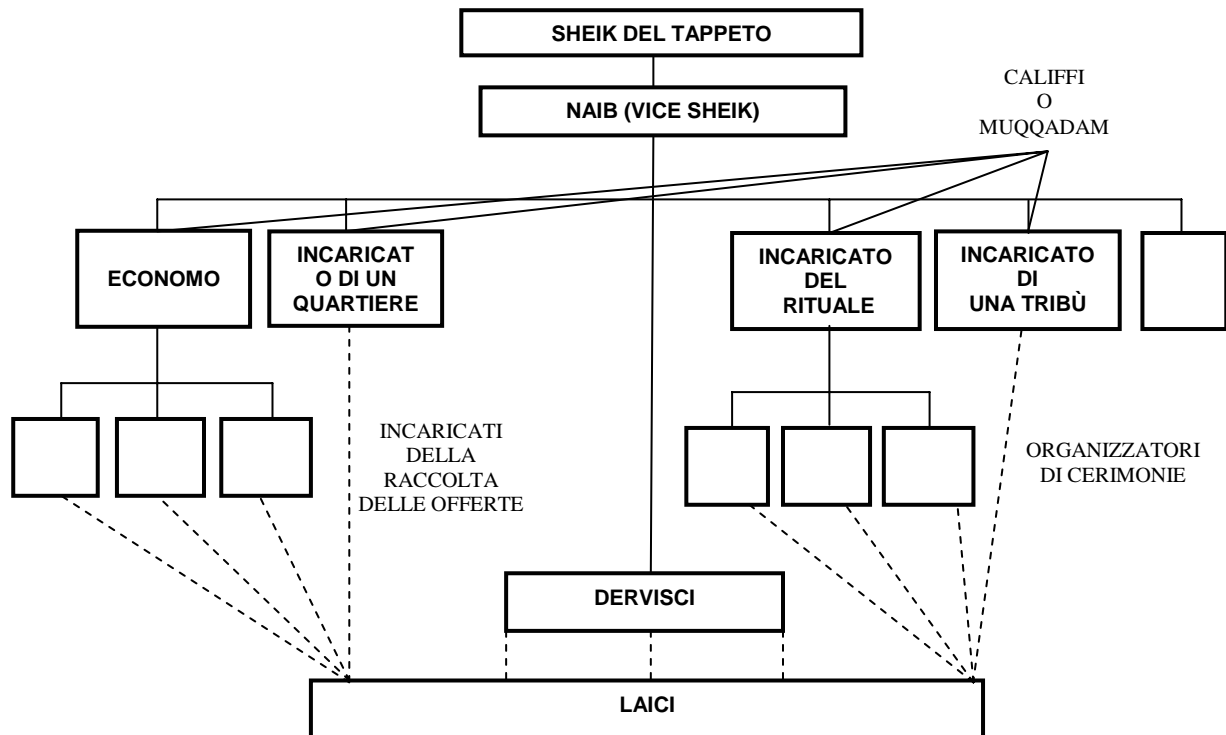 SHEIK DEL TAPPETO
NAIB (VICE SHEIK)
CALIFFI
O
MUQQADAM
ECONOMO
INCARICAT
O DI UN
QUARTIERE
INCARICATO
DEL
RITUALE
INCARICATO
DI
UNA TRIBÙ
INCARICATI
DELLA
RACCOLTA
DELLE OFFERTE
ORGANIZZATORI
DI CERIMONIE
DERVISCI
LAICI